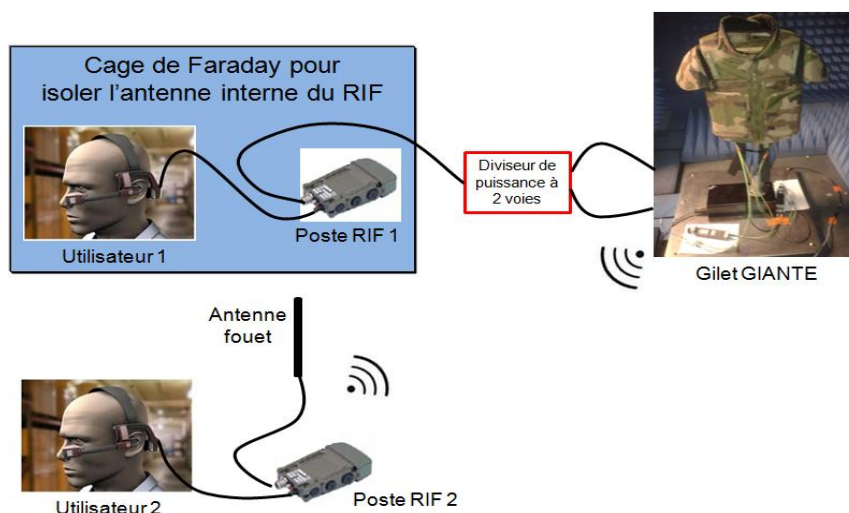 Cage de Faraday pour
isoler l’antenne interne du RIF
Utilisateur 1
Poste RIF 1
Diviseur de
puissance à
2 voies
Gilet GIANTE
Antenne
fouet
Utilisateur 2
Poste RIF 2